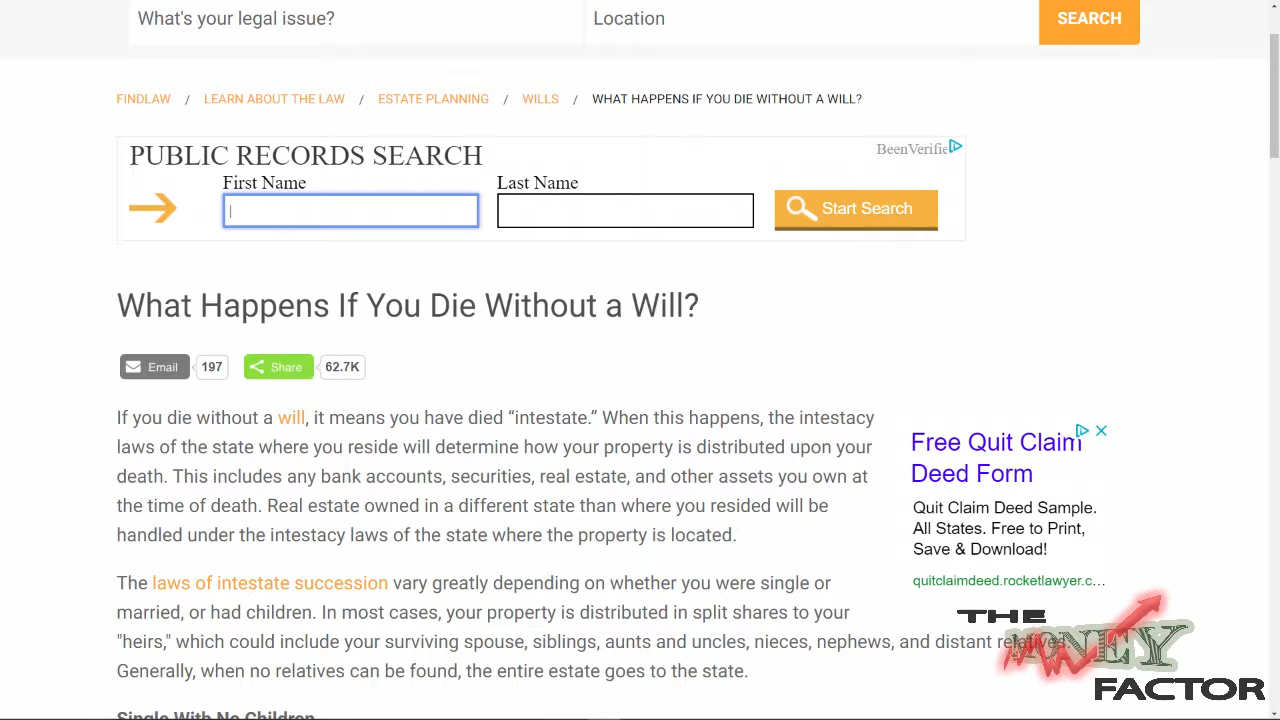 What's your legal issue?
Location
SEARCH
FINDLAW / LEARN ABOUT THE LAW / ESTATE PLANNING / WILLS / WHAT HAPPENS IF YOU DIE WITHOUT A WILL?
PUBLIC RECORDS SEARCH
BeenVerifie
First Name
Last Name
Start Search
What Happens If You Die Without a Will?
Email 197 Share 62.7K
If you die without a will, it means you have died “intestate.” When this happens, the intestacy
laws of the state where you reside will determine how your property is distributed upon your
death. This includes any bank accounts, securities, real estate, and other assets you own at
the time of death. Real estate owned in a different state than where you resided will be
handled under the intestacy laws of the state where the property is located.
Free Quit Claim
Deed Form
Quit Claim Deed Sample.
All States. Free to Print,
Save & Download!
quitclaimdeed.rocketlawyer.c...
The laws of intestate succession vary greatly depending on whether you were single or
married, or had children. In most cases, your property is distributed in split shares to your
"heirs," which could include your surviving spouse, siblings, aunts and uncles, nieces, nephews, and distant relatives.
Generally, when no relatives can be found, the entire estate goes to the state.
Single With No Children
THE
MONEY
FACTOR